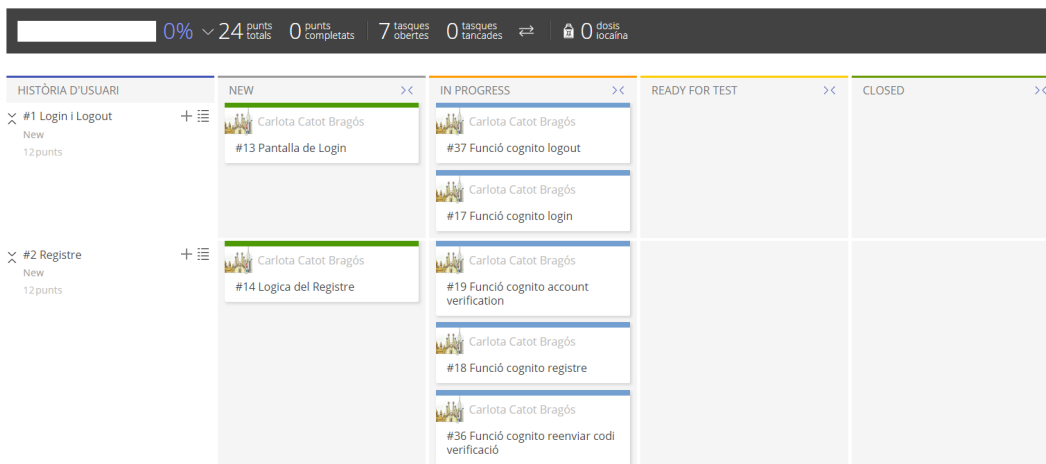 0% 24 punts totals 0 punts completats 7 tasques obertes 0 tasques tancades 0 dosis iocaïna
HISTÒRIA D'USUARI NEW IN PROGRESS READY FOR TEST CLOSED
#1 Login i Logout
New
12 punts
Carlota Catot Bragós
#13 Pantalla de Login
Carlota Catot Bragós
#37 Funció cognito logout
Carlota Catot Bragós
#17 Funció cognito login
#2 Registre
New
12 punts
Carlota Catot Bragós
#14 Logica del Registre
Carlota Catot Bragós
#19 Funció cognito account
verification
Carlota Catot Bragós
#18 Funció cognito registre
Carlota Catot Bragós
#36 Funció cognito reenviar codi
verificació